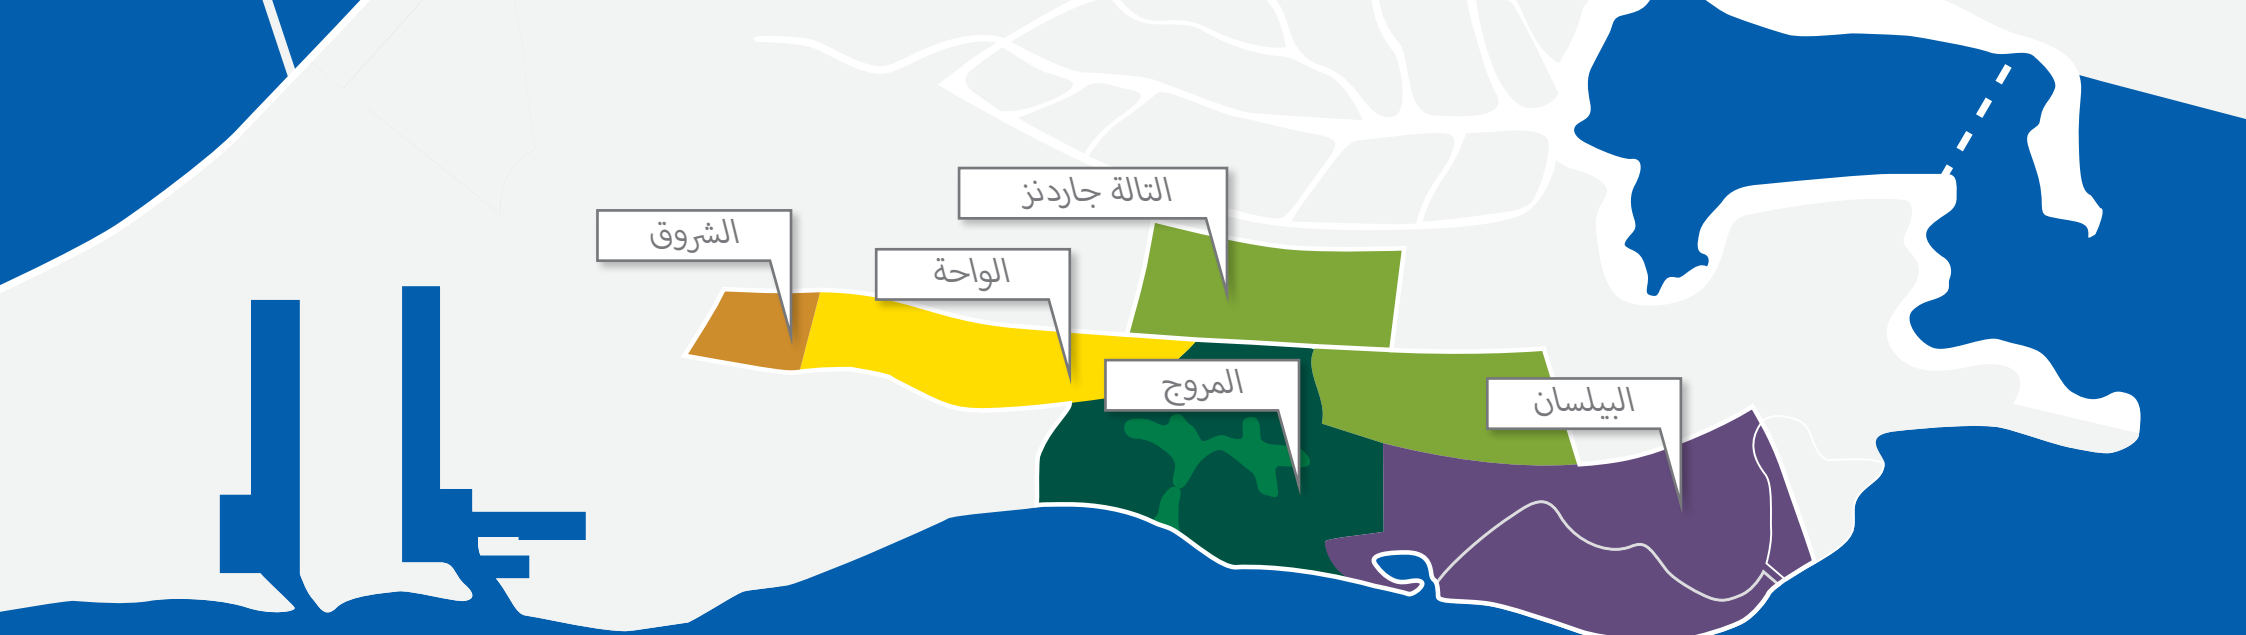 التالة جاردنز
الشروق
الواحة
المروج
البيلسان